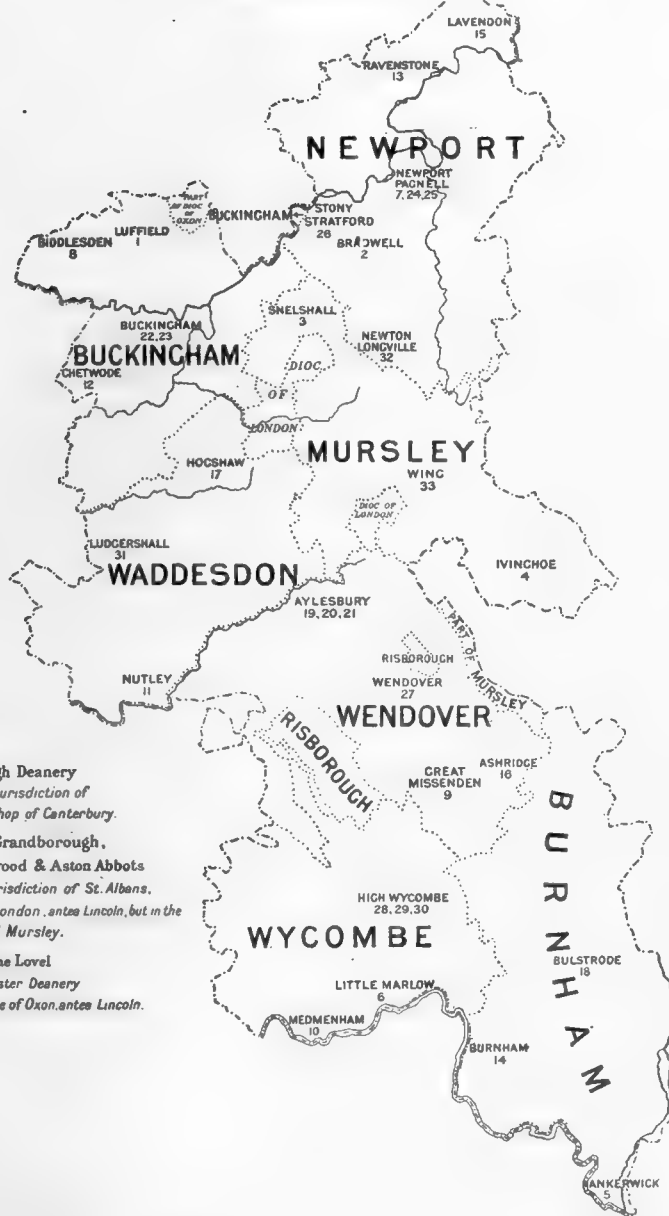 LAVENDON
15
RAVENSTONE
13
NEWPORT
NEWPORT
PAGNELL
7, 24, 25
PART
OF DIOC
OF
OXON
BUCKINGHAM
STONY
STRATFORD
26
LUFFIELD
1
BIDDLESDEN
8
BRADWELL
2
SNELSHALL
3
BUCKINGHAM
22,23
BUCKINGHAM
NEWTON
LONGVILLE
32
DIOC
OF
LONDON
CHETWODE
12
MURSLEY
HOGSHAW
17
WING
33
DIOC OF
LONDON
LUDGERSHALL
31
WADDESDON
IVINGHOE
4
AYLESBURY
19, 20, 21
PART OF MURSLEY
RISBOROUGH
WENDOVER
27
NUTLEY
11
WENDOVER
RISBOROUGH
ASHRIDGE
16
GREAT
MISSENDEN
9
BURNHAM
gh Deanery
urisdiction of
hop of Canterbury.
Grandborough,
ood & Aston Abbots
risdiction of St. Albans,
ondon, antea Lincoln, but in the
Mursley.
ne Lovel
ster Deanery
e of Oxon, antea Lincoln.
HIGH WYCOMBE
28, 29, 30
WYCOMBE
BULSTRODE
18
LITTLE MARLOW
6
MEDMENHAM
10
BURNHAM
14
ANKERWICK
5